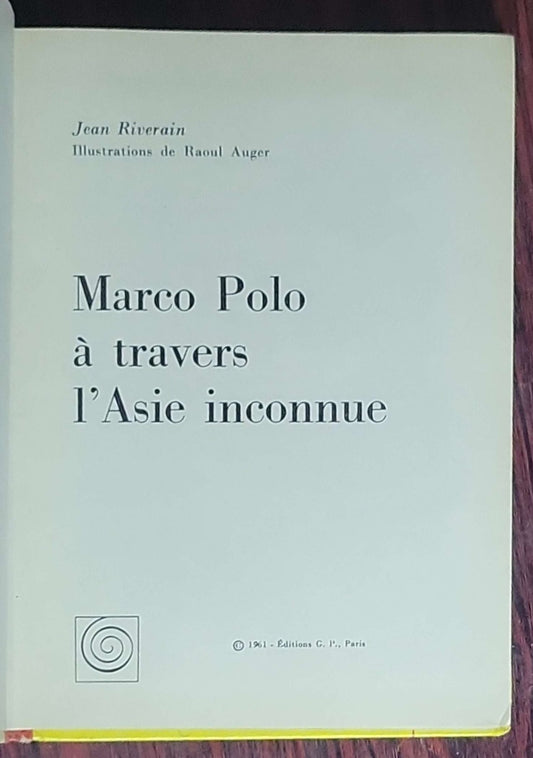 Jean Riverain
Illustrations de Raoul Auger
Marco Polo
à travers
l'Asie inconnue
© 1961 - Éditions G. P., Paris